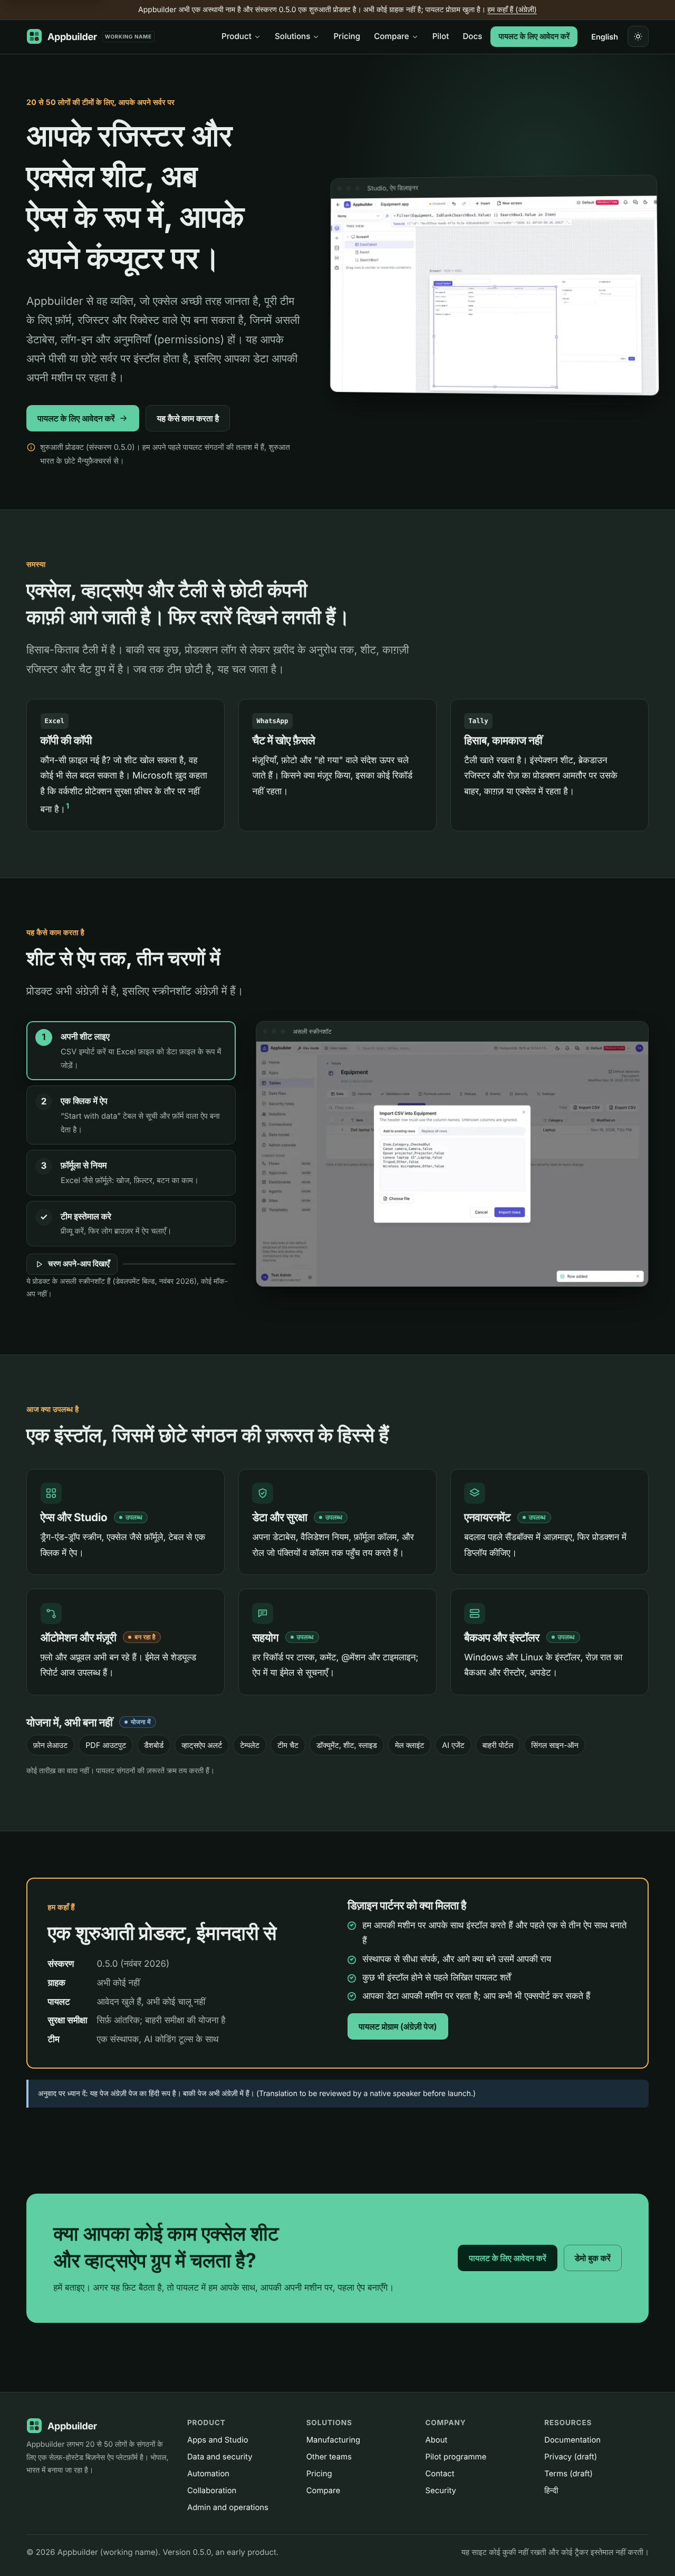 Appbuilder अभी एक अस्थायी नाम है और संस्करण 0.5.0 एक शुरुआती प्रोडक्ट है। अभी कोई ग्राहक नहीं है; पायलट प्रोग्राम खुला है। हम कहाँ हैं (अंग्रेज़ी)
Appbuilder WORKING NAME Product Solutions Pricing Compare Pilot Docs पायलट के लिए आवेदन करें English
20 से 50 लोगों की टीमों के लिए, आपके अपने सर्वर पर
आपके रजिस्टर और
एक्सेल शीट, अब
ऐप्स के रूप में, आपके
अपने कंप्यूटर पर।
Appbuilder से वह व्यक्ति, जो एक्सेल अच्छी तरह जानता है, पूरी टीम
के लिए फ़ॉर्म, रजिस्टर और रिक्वेस्ट वाले ऐप बना सकता है, जिनमें असली
डेटाबेस, लॉग-इन और अनुमतियाँ (permissions) हों। यह आपके
अपने पीसी या छोटे सर्वर पर इंस्टॉल होता है, इसलिए आपका डेटा आपकी
अपनी मशीन पर रहता है।
पायलट के लिए आवेदन करें → यह कैसे काम करता है
शुरुआती प्रोडक्ट (संस्करण 0.5.0)। हम अपने पहले पायलट संगठनों की तलाश में हैं, शुरुआत
भारत के छोटे मैन्युफ़ैक्चरर्स से।
Studio, ऐप डिज़ाइनर
Appbuilder Equipment app
समस्या
एक्सेल, व्हाट्सऐप और टैली से छोटी कंपनी
काफ़ी आगे जाती है। फिर दरारें दिखने लगती हैं।
हिसाब-किताब टैली में है। बाकी सब कुछ, प्रोडक्शन लॉग से लेकर ख़रीद के अनुरोध तक, शीट, काग़ज़ी
रजिस्टर और चैट ग्रुप में है। जब तक टीम छोटी है, यह चल जाता है।
Excel
कॉपी की कॉपी
कौन-सी फ़ाइल नई है? जो शीट खोल सकता है, वह
कोई भी सेल बदल सकता है। Microsoft ख़ुद कहता
है कि वर्कशीट प्रोटेक्शन सुरक्षा फ़ीचर के तौर पर नहीं
बना है।1
WhatsApp
चैट में खोए फ़ैसले
मंज़ूरियाँ, फ़ोटो और "हो गया" वाले संदेश ऊपर चले
जाते हैं। किसने क्या मंज़ूर किया, इसका कोई रिकॉर्ड
नहीं रहता।
Tally
हिसाब, कामकाज नहीं
टैली खाते रखता है। इंस्पेक्शन शीट, ब्रेकडाउन
रजिस्टर और रोज़ का प्रोडक्शन आमतौर पर उसके
बाहर, काग़ज़ या एक्सेल में रहता है।
यह कैसे काम करता है
शीट से ऐप तक, तीन चरणों में
प्रोडक्ट अभी अंग्रेज़ी में है, इसलिए स्क्रीनशॉट अंग्रेज़ी में हैं।
1 अपनी शीट लाइए
CSV इम्पोर्ट करें या Excel फ़ाइल को डेटा फ़ाइल के रूप में
जोड़ें।
2 एक क्लिक में ऐप
"Start with data" टेबल से सूची और फ़ॉर्म वाला ऐप बना
देता है।
3 फ़ॉर्मूला से नियम
Excel जैसे फ़ॉर्मूले: खोज, फ़िल्टर, बटन का काम।
टीम इस्तेमाल करे
प्रीव्यू करें, फिर लोग ब्राउज़र में ऐप चलाएँ।
चरण अपने-आप दिखाएँ
ये प्रोडक्ट के असली स्क्रीनशॉट हैं (डेवलपमेंट बिल्ड, नवंबर 2026), कोई मॉक-
अप नहीं।
असली स्क्रीनशॉट
Appbuilder
Equipment
Import CSV into Equipment
Choose file
Cancel Import rows
Row added
आज क्या उपलब्ध है
एक इंस्टॉल, जिसमें छोटे संगठन की ज़रूरत के हिस्से हैं
ऐप्स और Studio उपलब्ध
ड्रैग-एंड-ड्रॉप स्क्रीन, एक्सेल जैसे फ़ॉर्मूले, टेबल से एक
क्लिक में ऐप।
डेटा और सुरक्षा उपलब्ध
अपना डेटाबेस, वैलिडेशन नियम, फ़ॉर्मूला कॉलम, और
रोल जो पंक्तियों व कॉलम तक पहुँच तय करते हैं।
एनवायरनमेंट उपलब्ध
बदलाव पहले सैंडबॉक्स में आज़माइए, फिर प्रोडक्शन में
डिप्लॉय कीजिए।
ऑटोमेशन और मंज़ूरी बन रहा है
फ़्लो और अप्रूवल अभी बन रहे हैं। ईमेल से शेड्यूल्ड
रिपोर्ट आज उपलब्ध हैं।
सहयोग उपलब्ध
हर रिकॉर्ड पर टास्क, कमेंट, @मेंशन और टाइमलाइन;
ऐप में या ईमेल से सूचनाएँ।
बैकअप और इंस्टॉलर उपलब्ध
Windows और Linux के इंस्टॉलर, रोज़ रात का
बैकअप और रीस्टोर, अपडेट।
योजना में, अभी बना नहीं योजना में
फ़ोन लेआउट PDF आउटपुट डैशबोर्ड व्हाट्सऐप अलर्ट टेम्पलेट टीम चैट डॉक्यूमेंट, शीट, स्लाइड मेल क्लाइंट AI एजेंट बाहरी पोर्टल सिंगल साइन-ऑन
कोई तारीख़ का वादा नहीं। पायलट संगठनों की ज़रूरतें क्रम तय करती हैं।
हम कहाँ हैं
एक शुरुआती प्रोडक्ट, ईमानदारी से
संस्करण 0.5.0 (नवंबर 2026)
ग्राहक अभी कोई नहीं
पायलट आवेदन खुले हैं, अभी कोई चालू नहीं
सुरक्षा समीक्षा सिर्फ़ आंतरिक; बाहरी समीक्षा की योजना है
टीम एक संस्थापक, AI कोडिंग टूल्स के साथ
डिज़ाइन पार्टनर को क्या मिलता है
हम आपकी मशीन पर आपके साथ इंस्टॉल करते हैं और पहले एक से तीन ऐप साथ बनाते
हैं
संस्थापक से सीधा संपर्क, और आगे क्या बने उसमें आपकी राय
कुछ भी इंस्टॉल होने से पहले लिखित पायलट शर्तें
आपका डेटा आपकी मशीन पर रहता है; आप कभी भी एक्सपोर्ट कर सकते हैं
पायलट प्रोग्राम (अंग्रेज़ी पेज)
अनुवाद पर ध्यान दें: यह पेज अंग्रेज़ी पेज का हिंदी रूप है। बाकी पेज अभी अंग्रेज़ी में हैं। (Translation to be reviewed by a native speaker before launch.)
क्या आपका कोई काम एक्सेल शीट
और व्हाट्सऐप ग्रुप में चलता है?
हमें बताइए। अगर यह फ़िट बैठता है, तो पायलट में हम आपके साथ, आपकी अपनी मशीन पर, पहला ऐप बनाएँगे।
पायलट के लिए आवेदन करें डेमो बुक करें
Appbuilder
Appbuilder लगभग 20 से 50 लोगों के संगठनों के
लिए एक सेल्फ़-होस्टेड बिज़नेस ऐप प्लेटफ़ॉर्म है। भोपाल,
भारत में बनाया जा रहा है।
PRODUCT
Apps and Studio
Data and security
Automation
Collaboration
Admin and operations
SOLUTIONS
Manufacturing
Other teams
Pricing
Compare
COMPANY
About
Pilot programme
Contact
Security
RESOURCES
Documentation
Privacy (draft)
Terms (draft)
हिन्दी
© 2026 Appbuilder (working name). Version 0.5.0, an early product.
यह साइट कोई कुकी नहीं रखती और कोई ट्रैकर इस्तेमाल नहीं करती।